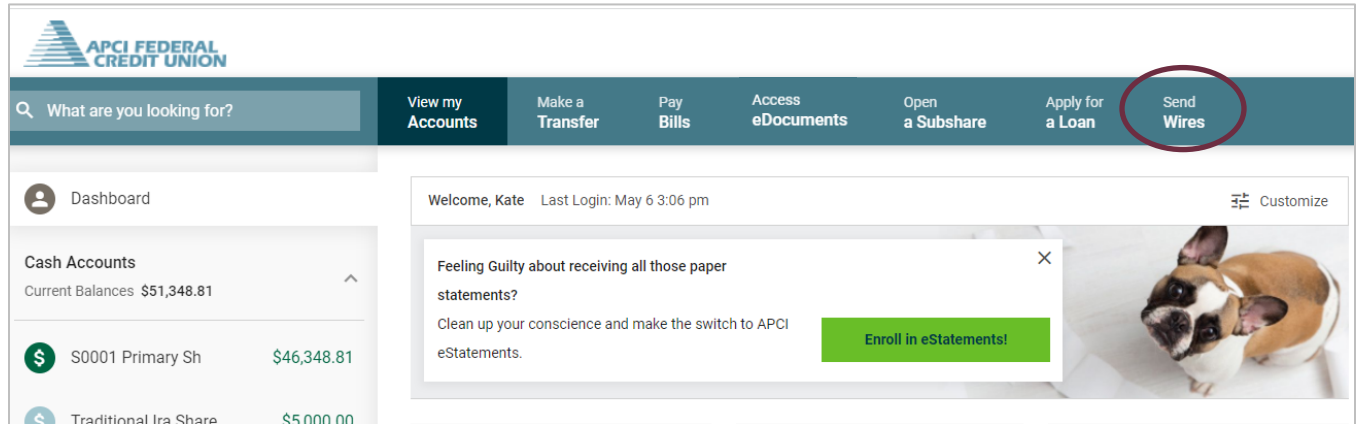 APCI FEDERAL
CREDIT UNION
What are you looking for?
View my
Accounts
Make a
Transfer
Pay
Bills
Access
eDocuments
Open
a Subshare
Apply for
a Loan
Send
Wires
Dashboard
Cash Accounts
Current Balances $51,348.81
$ S0001 Primary Sh $46,348.81
$ Traditional Ira Share $5,000.00
Welcome, Kate Last Login: May 6 3:06 pm
Customize
Feeling Guilty about receiving all those paper
statements?
Clean up your conscience and make the switch to APCI
eStatements.
Enroll in eStatements!